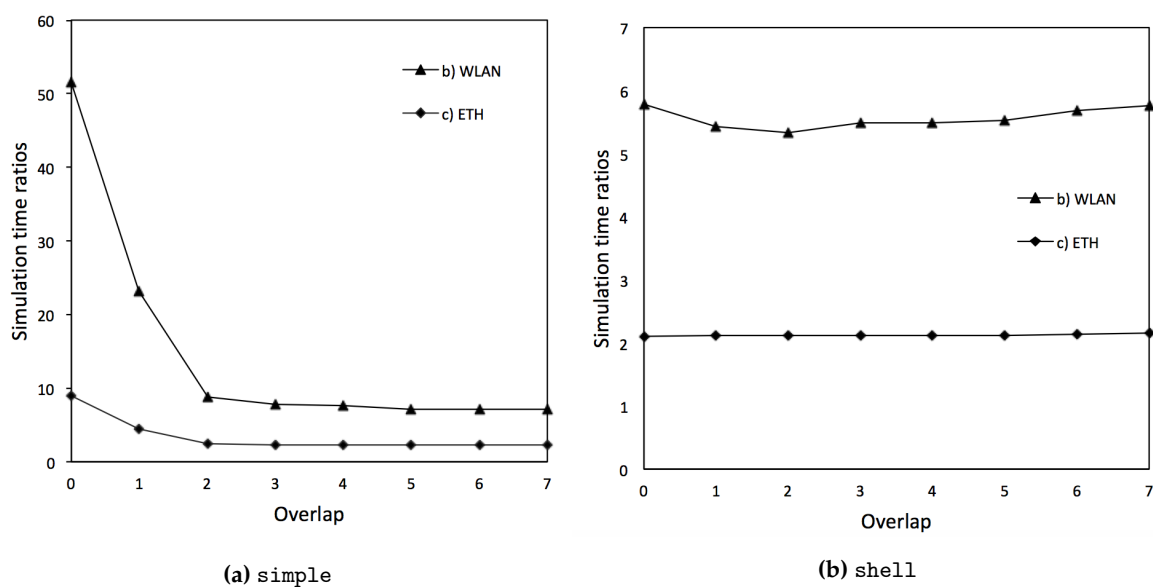 60
50
40
30
20
10
0
Simulation time ratios
b) WLAN
c) ETH
0 1 2 3 4 5 6 7
Overlap
(a) simple
7
6
5
4
3
2
1
0
Simulation time ratios
b) WLAN
c) ETH
0 1 2 3 4 5 6 7
Overlap
(b) shell